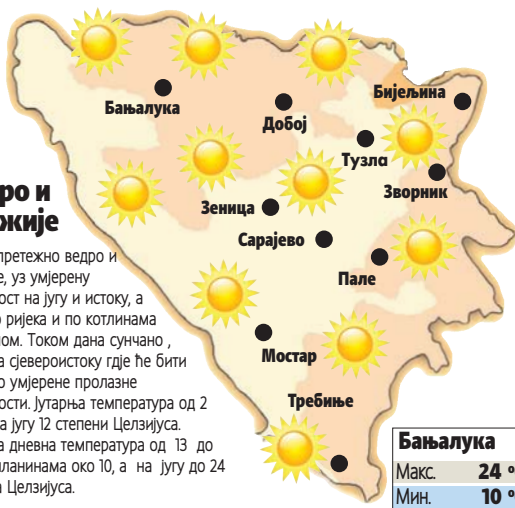 Бањалука
Добој
Бијељина
Тузла
Зворник
Зеница
Сарајево
Пале
Мостар
Требиње
ро и
жије
претежно ведро и
е, уз умјерену
ост на југу и истоку, а
о ријека и по котлинама
ом. Током дана сунчано ,
а сјевероистоку гдје ће бити
о умјерене пролазне
ости. Јутарња температура од 2
а југу 12 степени Целзијуса.
а дневна температура од 13 до
ланинама око 10, а на југу до 24
а Целзијуса.
Бањалука
Макс. 24 °
Мин. 10 °